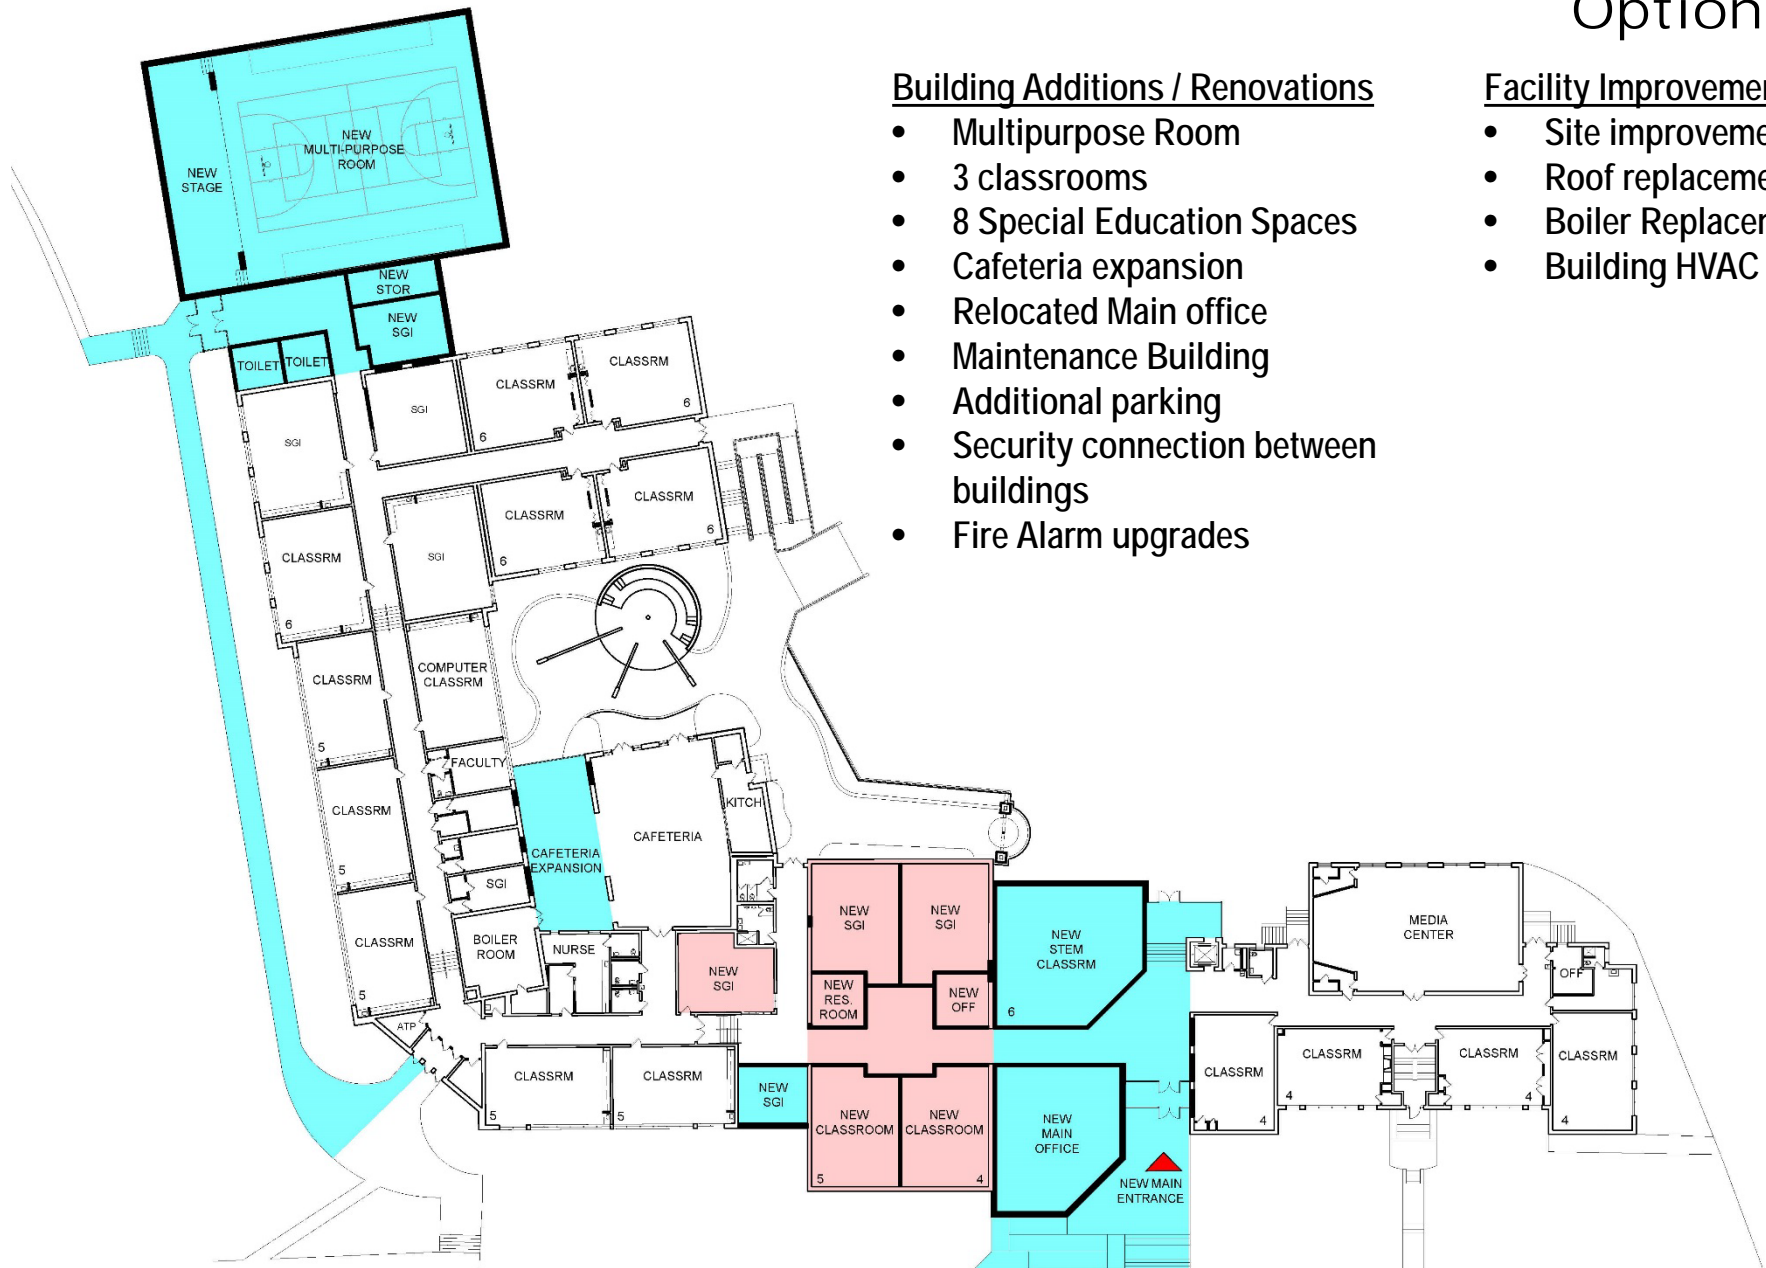 Option
Building Additions / Renovations
• Multipurpose Room
• 3 classrooms
• 8 Special Education Spaces
• Cafeteria expansion
• Relocated Main office
• Maintenance Building
• Additional parking
• Security connection between
buildings
• Fire Alarm upgrades
Facility Improvemen
• Site improveme
• Roof replaceme
• Boiler Replacer
• Building HVAC
NEW
MULTI-PURPOSE
ROOM
NEW
STAGE
NEW
STOR
NEW
SGI
TOILET
TOILET
SGI
SGI
CLASSRM
6
CLASSRM
6
CLASSRM
6
CLASSRM
6
SGI
CLASSRM
6
COMPUTER
CLASSRM
CLASSRM
5
FACULTY
CLASSRM
5
SGI
CLASSRM
5
BOILER
ROOM
NURSE
ATP
CAFETERIA
EXPANSION
CAFETERIA
KITCH
NEW
SGI
NEW
SGI
NEW
SGI
NEW
RES.
ROOM
NEW
OFF
NEW
STEM
CLASSRM
6
MEDIA
CENTER
OFF
CLASSRM
5
CLASSRM
5
NEW
SGI
NEW
CLASSROOM
5
NEW
CLASSROOM
4
NEW
MAIN
OFFICE
NEW MAIN
ENTRANCE
CLASSRM
4
CLASSRM
4
CLASSRM
4
CLASSRM
4